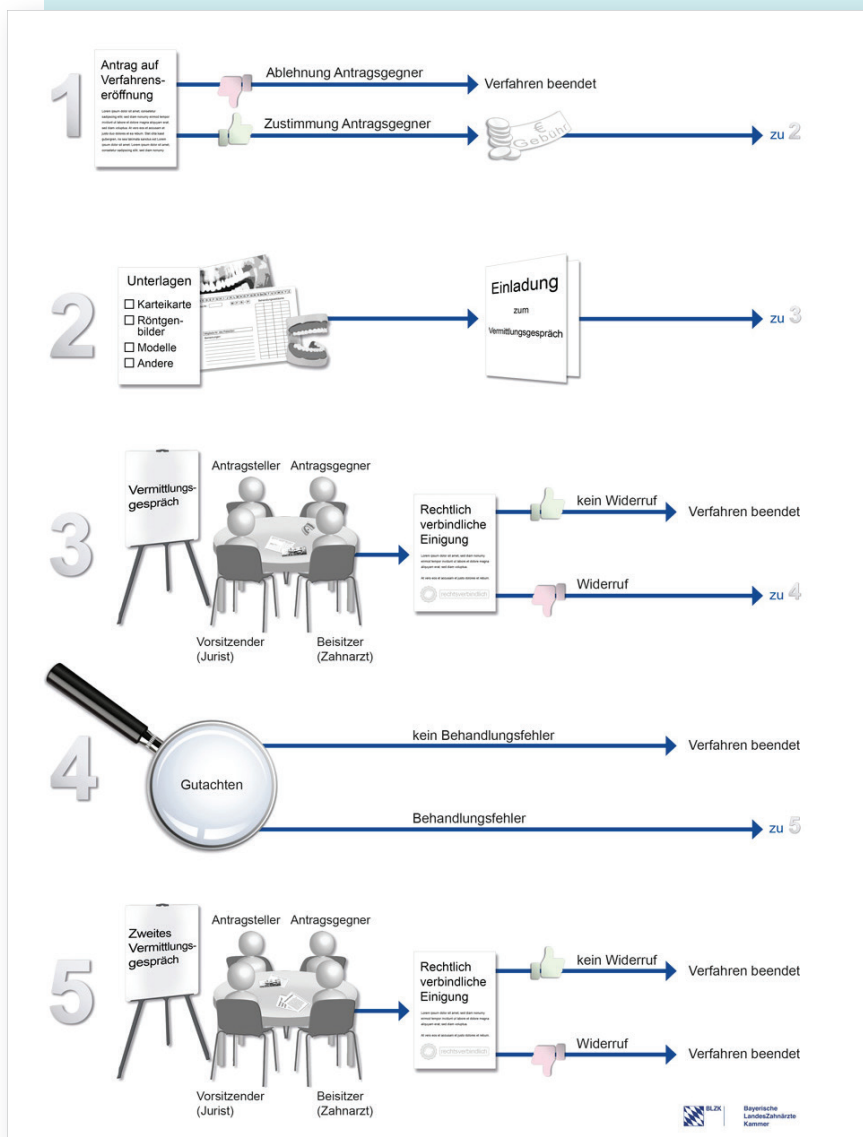 1
Antrag auf
Verfahrens-
eröffnung
Ablehnung Antragsgegner
Verfahren beendet
Zustimmung Antragsgegner
€
Gebühr
zu 2
2
Unterlagen
Karteikarte
Röntgen-
bilder
Modelle
Andere
Einladung
zum
Vermittlungsgespräch
zu 3
3
Vermittlungs-
gespräch
Antragsteller
Antragsgegner
Vorsitzender
(Jurist)
Beisitzer
(Zahnarzt)
Rechtlich
verbindliche
Einigung
rechtsverbindlich
kein Widerruf
Verfahren beendet
Widerruf
zu 4
4
Gutachten
kein Behandlungsfehler
Verfahren beendet
Behandlungsfehler
zu 5
5
Zweites
Vermittlungs-
gespräch
Antragsteller
Antragsgegner
Vorsitzender
(Jurist)
Beisitzer
(Zahnarzt)
Rechtlich
verbindliche
Einigung
rechtsverbindlich
kein Widerruf
Verfahren beendet
Widerruf
Verfahren beendet
BLZK
Bayerische
LandesZahnärzte
Kammer